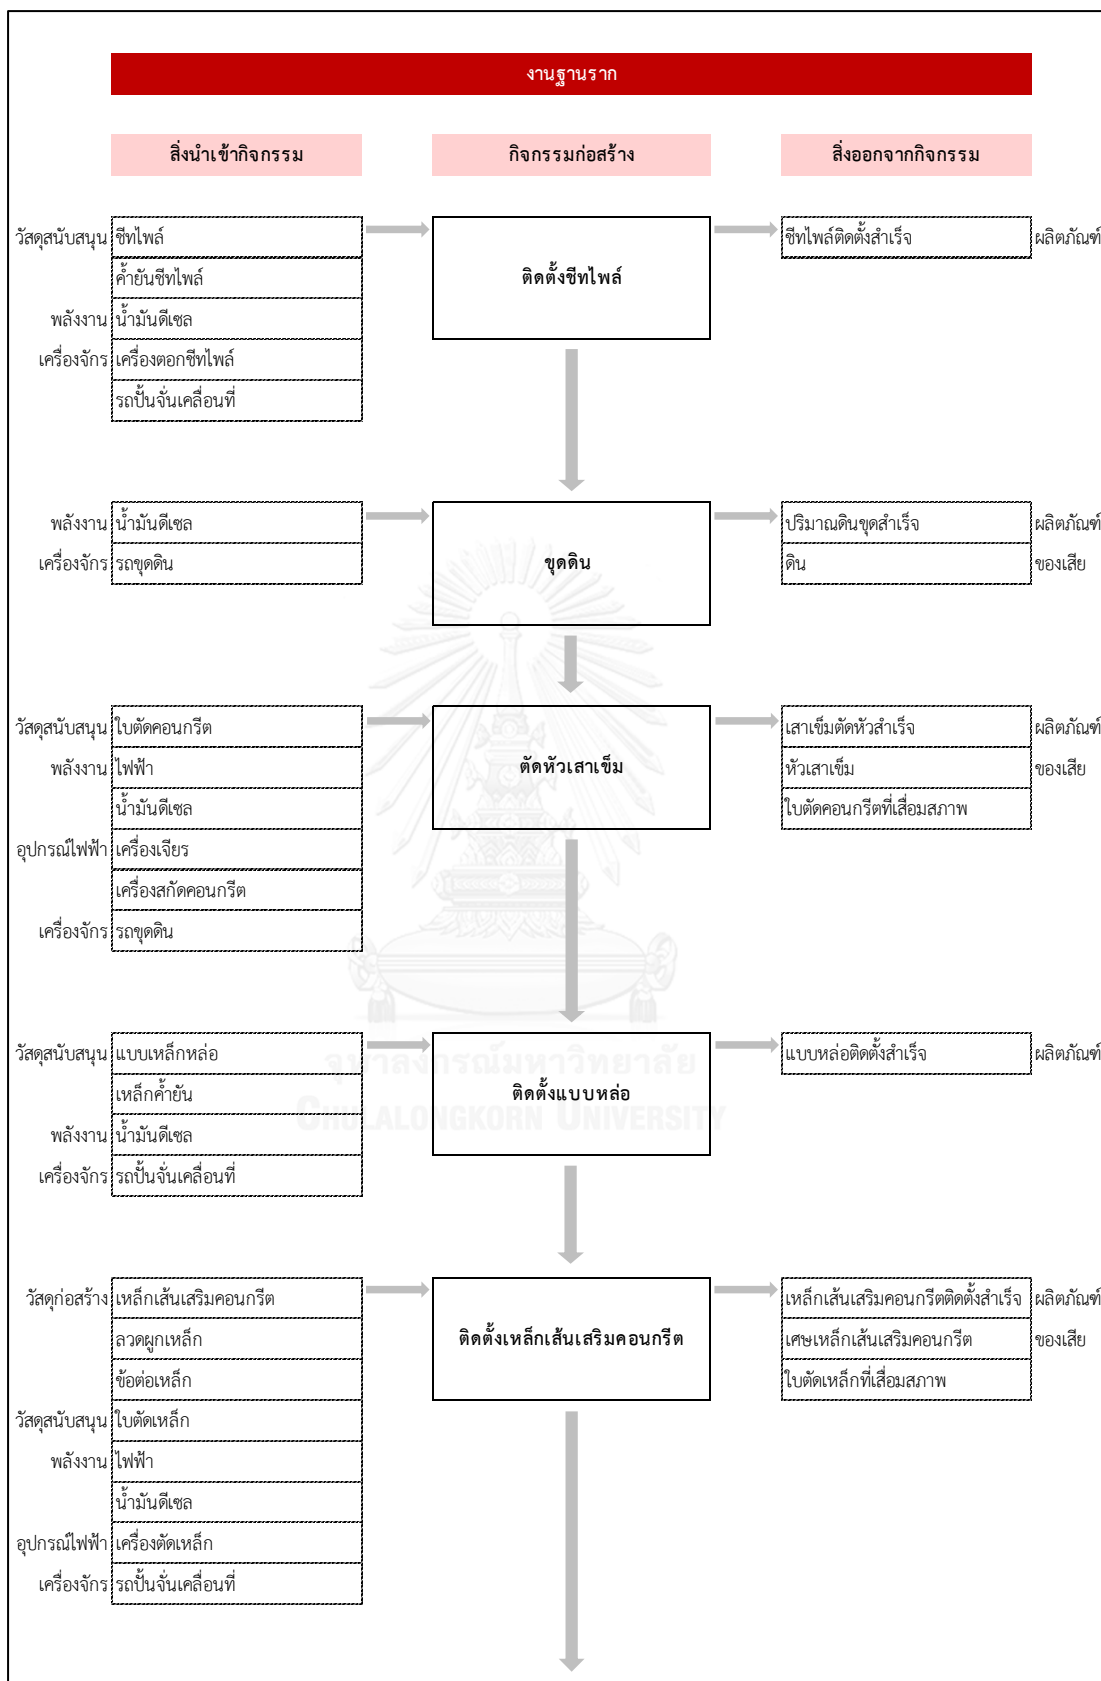 งานฐานราก
สิ่งนำเข้ากิจกรรม กิจกรรมก่อสร้าง สิ่งออกจากกิจกรรม
วัสดุสนับสนุน ชีทไพล์ ชีทไพล์ติดตั้งสำเร็จ ผลิตภัณฑ์
ค้ำยันชีทไพล์ ติดตั้งชีทไพล์
พลังงาน น้ำมันดีเซล
เครื่องจักร เครื่องตอกชีทไพล์
รถปั้นจั่นเคลื่อนที่
พลังงาน น้ำมันดีเซล ปริมาณดินขุดสำเร็จ ผลิตภัณฑ์
เครื่องจักร รถขุดดิน ขุดดิน ดิน ของเสีย
วัสดุสนับสนุน ใบตัดคอนกรีต เสาเข็มตัดหัวสำเร็จ ผลิตภัณฑ์
พลังงาน ไฟฟ้า ตัดหัวเสาเข็ม หัวเสาเข็ม ของเสีย
น้ำมันดีเซล ใบตัดคอนกรีตที่เสื่อมสภาพ
อุปกรณ์ไฟฟ้า เครื่องเจียร
เครื่องสกัดคอนกรีต
เครื่องจักร รถขุดดิน
วัสดุสนับสนุน แบบเหล็กหล่อ แบบหล่อติดตั้งสำเร็จ ผลิตภัณฑ์
จุฬาลงกรณ์มหาวิทยาลัย
เหล็กค้ำยัน ติดตั้งแบบหล่อ
CHULALONGKORN UNIVERSITY
พลังงาน น้ำมันดีเซล
เครื่องจักร รถปั้นจั่นเคลื่อนที่
วัสดุก่อสร้าง เหล็กเส้นเสริมคอนกรีต เหล็กเส้นเสริมคอนกรีตติดตั้งสำเร็จ ผลิตภัณฑ์
ลวดผูกเหล็ก ติดตั้งเหล็กเส้นเสริมคอนกรีต เศษเหล็กเส้นเสริมคอนกรีต ของเสีย
ข้อต่อเหล็ก ใบตัดเหล็กที่เสื่อมสภาพ
วัสดุสนับสนุน ใบตัดเหล็ก
พลังงาน ไฟฟ้า
น้ำมันดีเซล
อุปกรณ์ไฟฟ้า เครื่องตัดเหล็ก
เครื่องจักร รถปั้นจั่นเคลื่อนที่